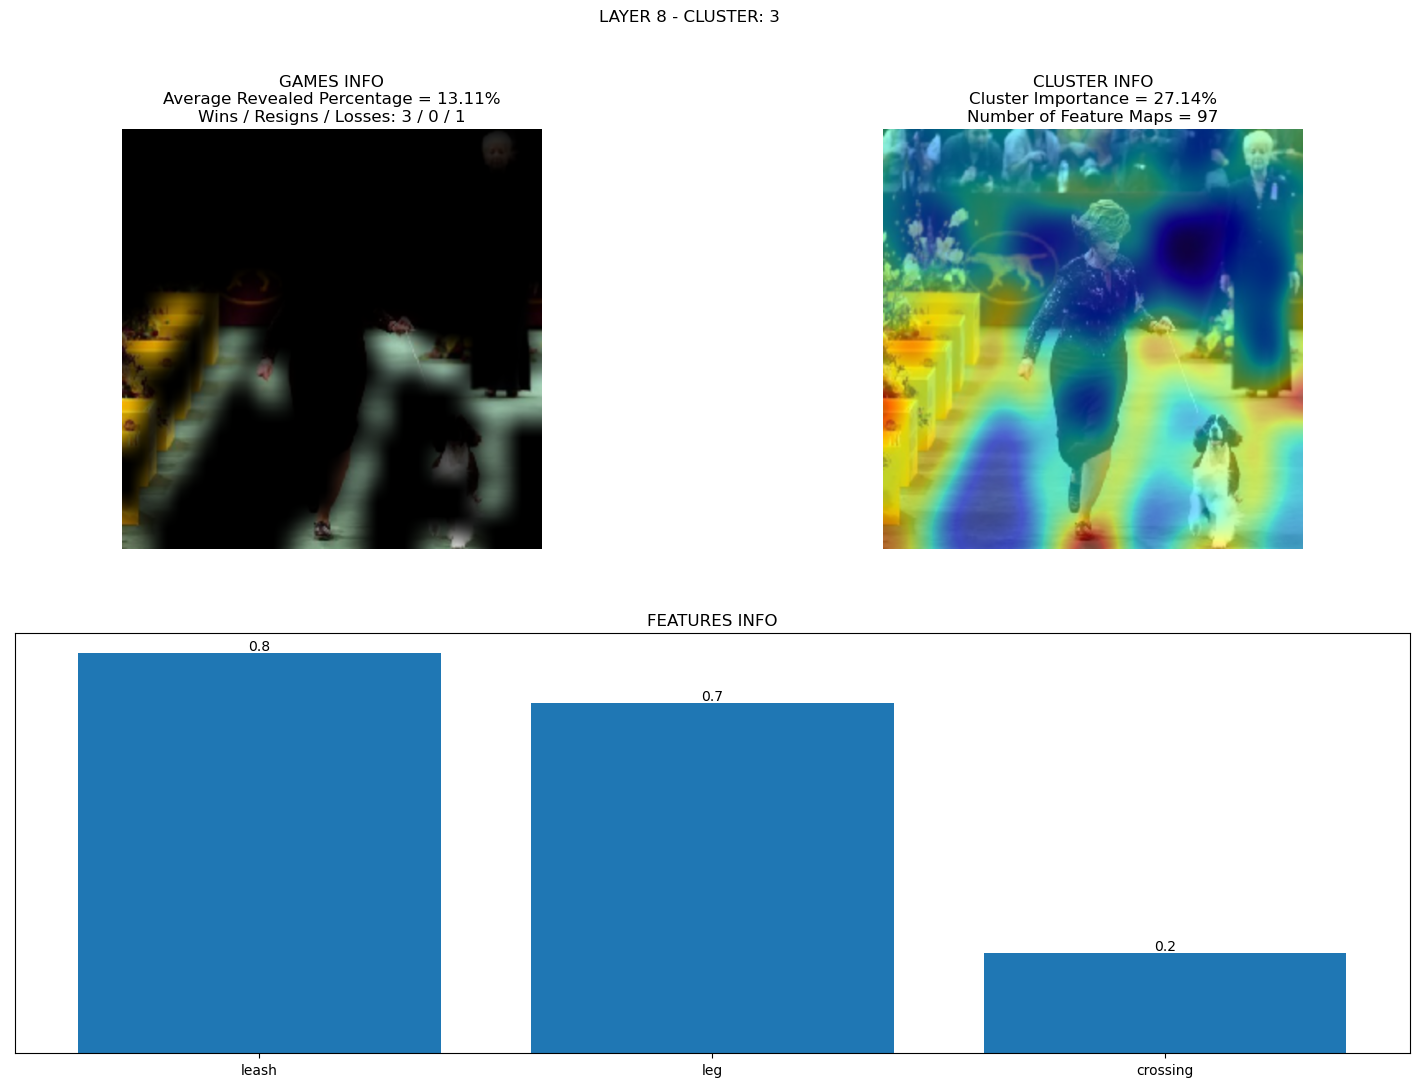 LAYER 8 - CLUSTER: 3
GAMES INFO
Average Revealed Percentage = 13.11%
Wins / Resigns / Losses: 3 / 0 / 1
CLUSTER INFO
Cluster Importance = 27.14%
Number of Feature Maps = 97
FEATURES INFO
0.8
0.7
0.2
leash
leg
crossing